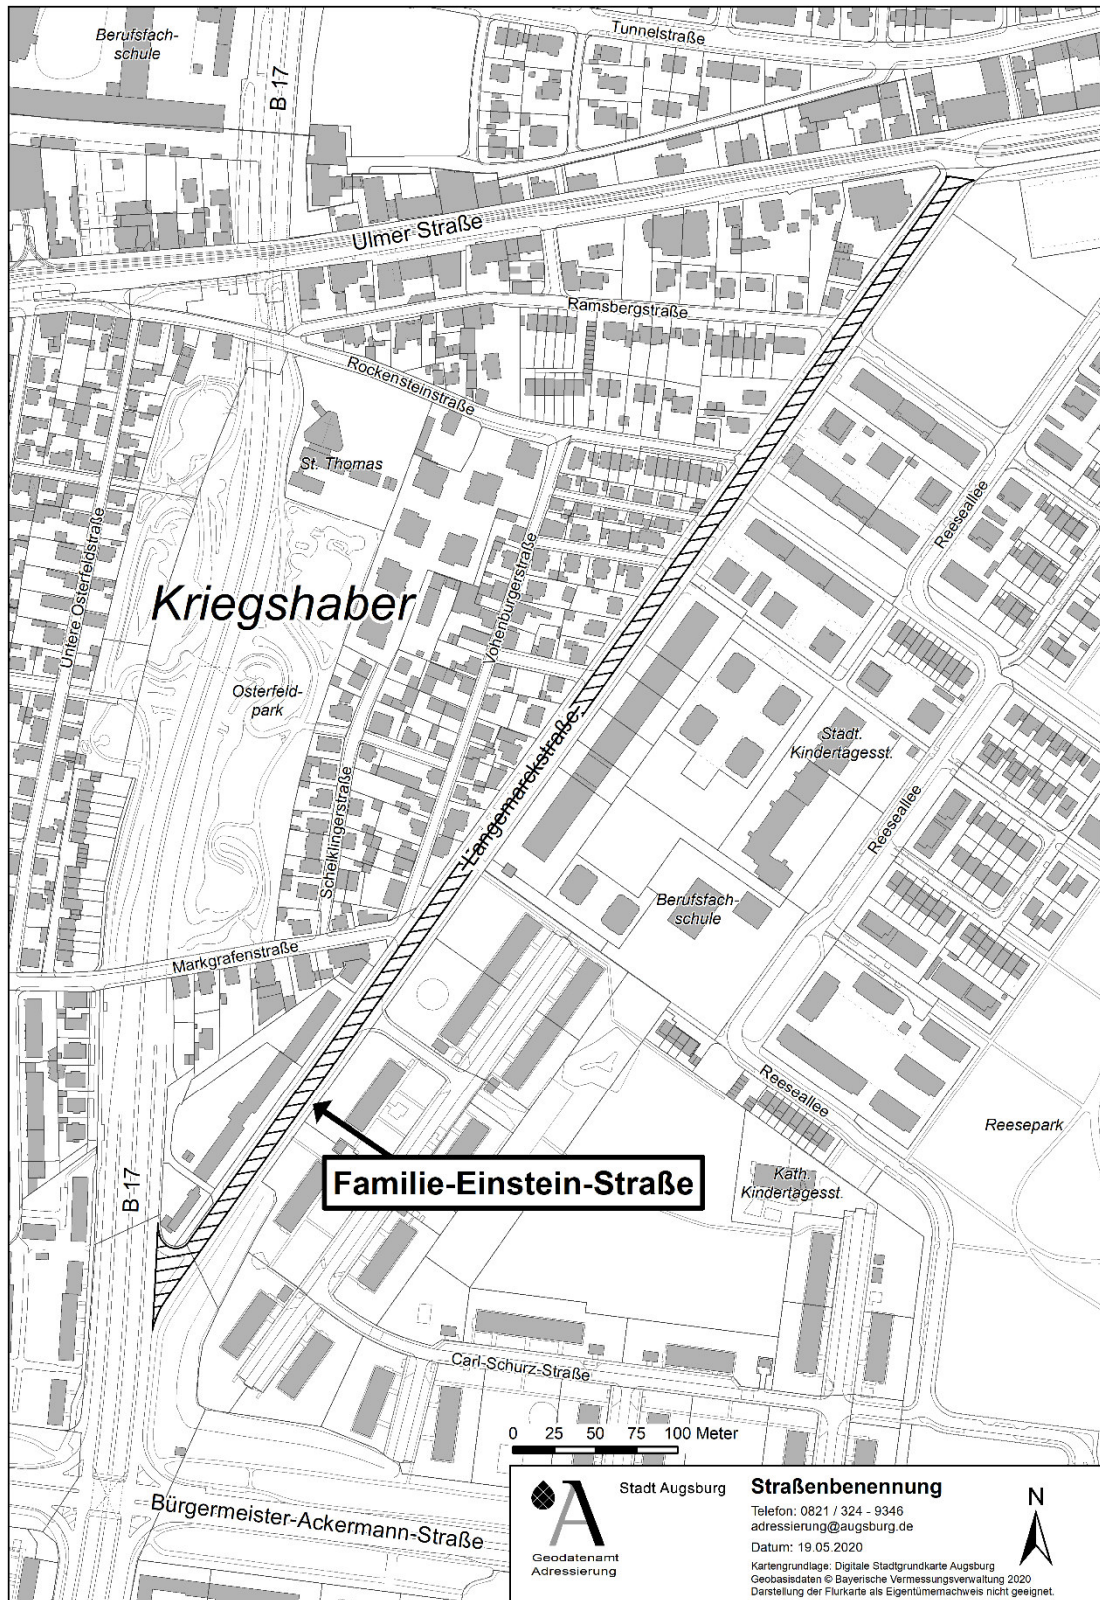 Berufsfach-
schule
Tunnelstraße
B 17
Ulmer Straße
Ramsbergstraße
Rockensteinstraße
St. Thomas
Reeseallee
Untere Osterfeldstraße
Vohenburgerstraße
Kriegshaber
Osterfeld-
park
Langemarckstraße
Städt.
Kindertagesst.
Schelklingerstraße
Reeseallee
Berufsfach-
schule
Markgrafenstraße
Reeseallee
Reesepark
Familie-Einstein-Straße
Kath.
Kindertagesst.
B 17
Carl-Schurz-Straße
0 25 50 75 100 Meter
Bürgermeister-Ackermann-Straße
A
Geodatenamt
Adressierung
Stadt Augsburg
Straßenbenennung
Telefon: 0821 / 324 - 9346
adressierung@augsburg.de
Datum: 19.05.2020
Kartengrundlage: Digitale Stadtgrundkarte Augsburg
Geobasisdaten © Bayerische Vermessungsverwaltung 2020
Darstellung der Flurkarte als Eigentümernachweis nicht geeignet.
N